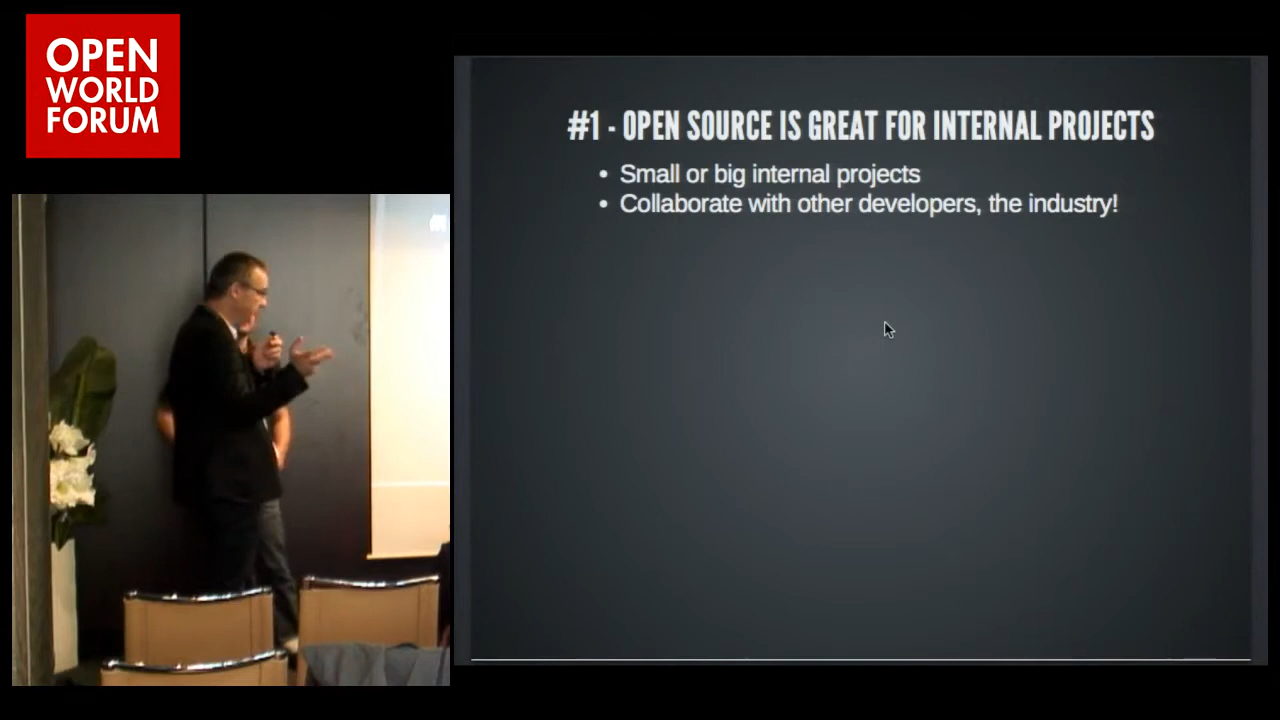 OPEN
WORLD
FORUM
#1 - OPEN SOURCE IS GREAT FOR INTERNAL PROJECTS
• Small or big internal projects
• Collaborate with other developers, the industry!